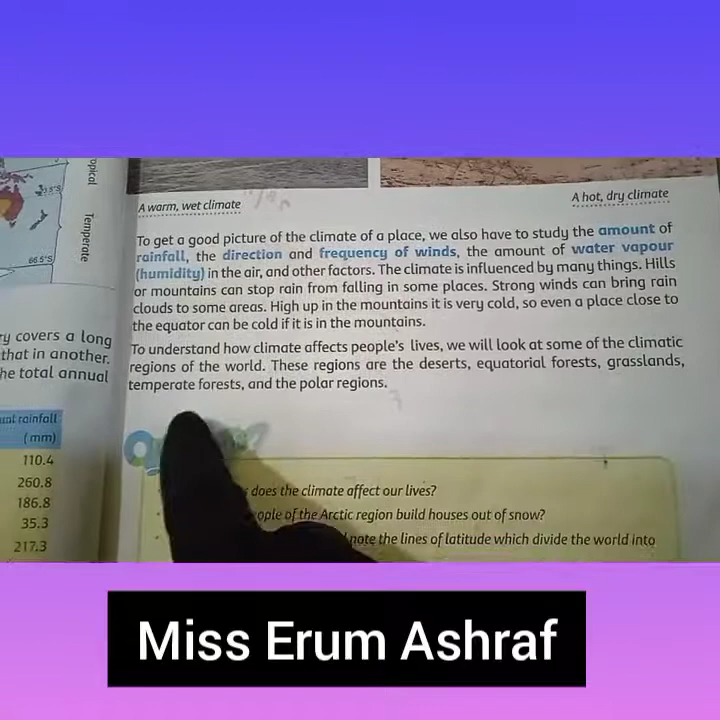 opical
3.5°S
Temperate
66.5°S
ry covers a long
that in another.
he total annual
nual rainfall
(mm)
110.4
260.8
186.8
35.3
217.3
A warm, wet climate
A hot, dry climate
To get a good picture of the climate of a place, we also have to study the amount of
rainfall, the direction and frequency of winds, the amount of water vapour
(humidity) in the air, and other factors. The climate is influenced by many things. Hills
or mountains can stop rain from falling in some places. Strong winds can bring rain
clouds to some areas. High up in the mountains it is very cold, so even a place close to
the equator can be cold if it is in the mountains.
To understand how climate affects people's lives, we will look at some of the climatic
regions of the world. These regions are the deserts, equatorial forests, grasslands,
temperate forests, and the polar regions.
does the climate affect our lives?
ople of the Arctic region build houses out of snow?
note the lines of latitude which divide the world into
Miss Erum Ashraf